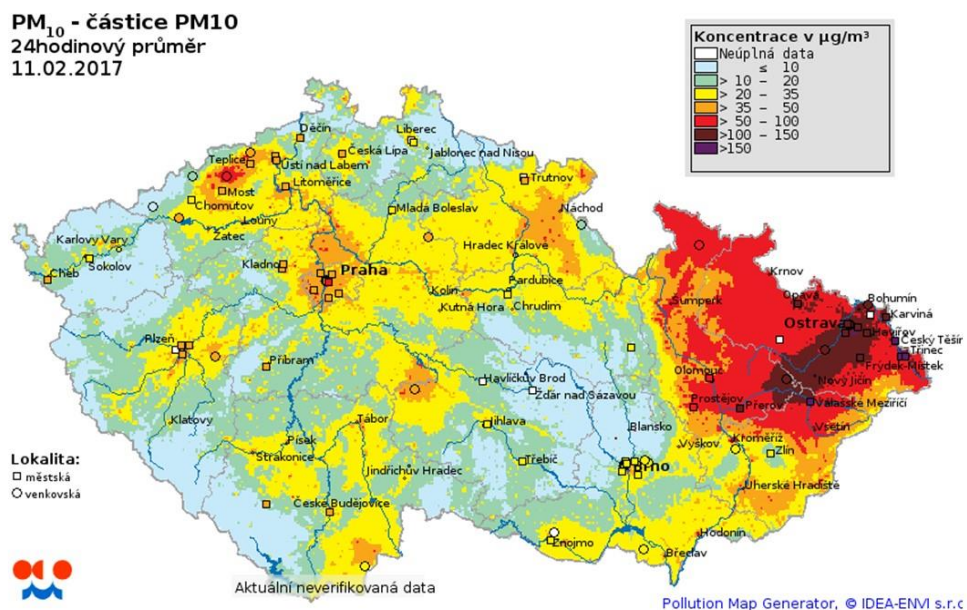 PM10 - částice PM10
24hodinový průměr
11.02.2017
Koncentrace v µg/m³
Neúplná data
≤ 10
> 10 - 20
> 20 - 35
> 35 - 50
> 50 - 100
>100 - 150
>150
Děčín
Liberec
Teplice
Ústí nad Labem
Česká Lípa
Jablonec nad Nisou
Most
Litoměřice
Trutnov
Chomutov
Mladá Boleslav
Náchod
Louny
Žatec
Karlovy Vary
Hradec Králové
Sokolov
Kladno
Praha
Krnov
Cheb
Kolín
Pardubice
Šumperk
Opava
Bohumín
Kutná Hora
Chrudim
Ostrava
Karviná
Havířov
Plzeň
Český Těšín
Třinec
Příbram
Olomouc
Frýdek-Místek
Havlíčkův Brod
Nový Jičín
Žďár nad Sázavou
Prostějov
Přerov
Valašské Meziříčí
Klatovy
Tábor
Jihlava
Blansko
Vsetín
Písek
Vyškov
Kroměříž
Zlín
Strakonice
Jindřichův Hradec
Třebíč
Brno
Uherské Hradiště
České Budějovice
Hodonín
Znojmo
Břeclav
Lokalita:
městská
venkovská
Aktuální neverifikovaná data
Pollution Map Generator, © IDEA-ENVI s.r.o